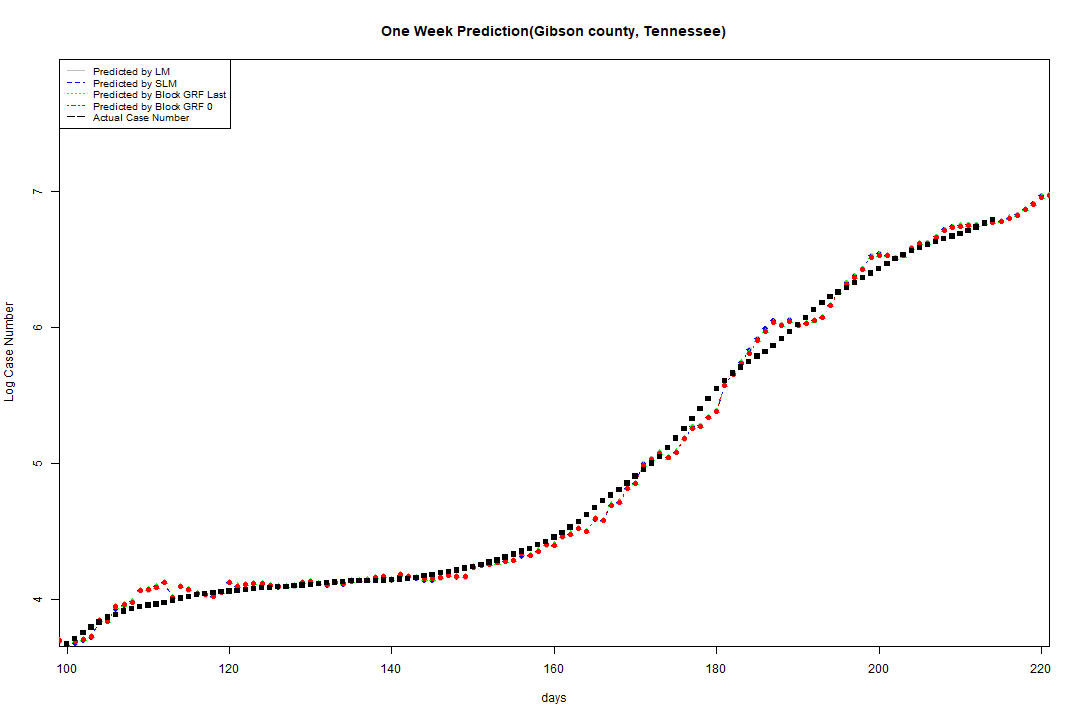 One Week Prediction(Gibson county, Tennessee)
Predicted by LM
Predicted by SLM
Predicted by Block GRF Last
Predicted by Block GRF 0
Actual Case Number
7
6
5
4
Log Case Number
100 120 140 160 180 200 220
days